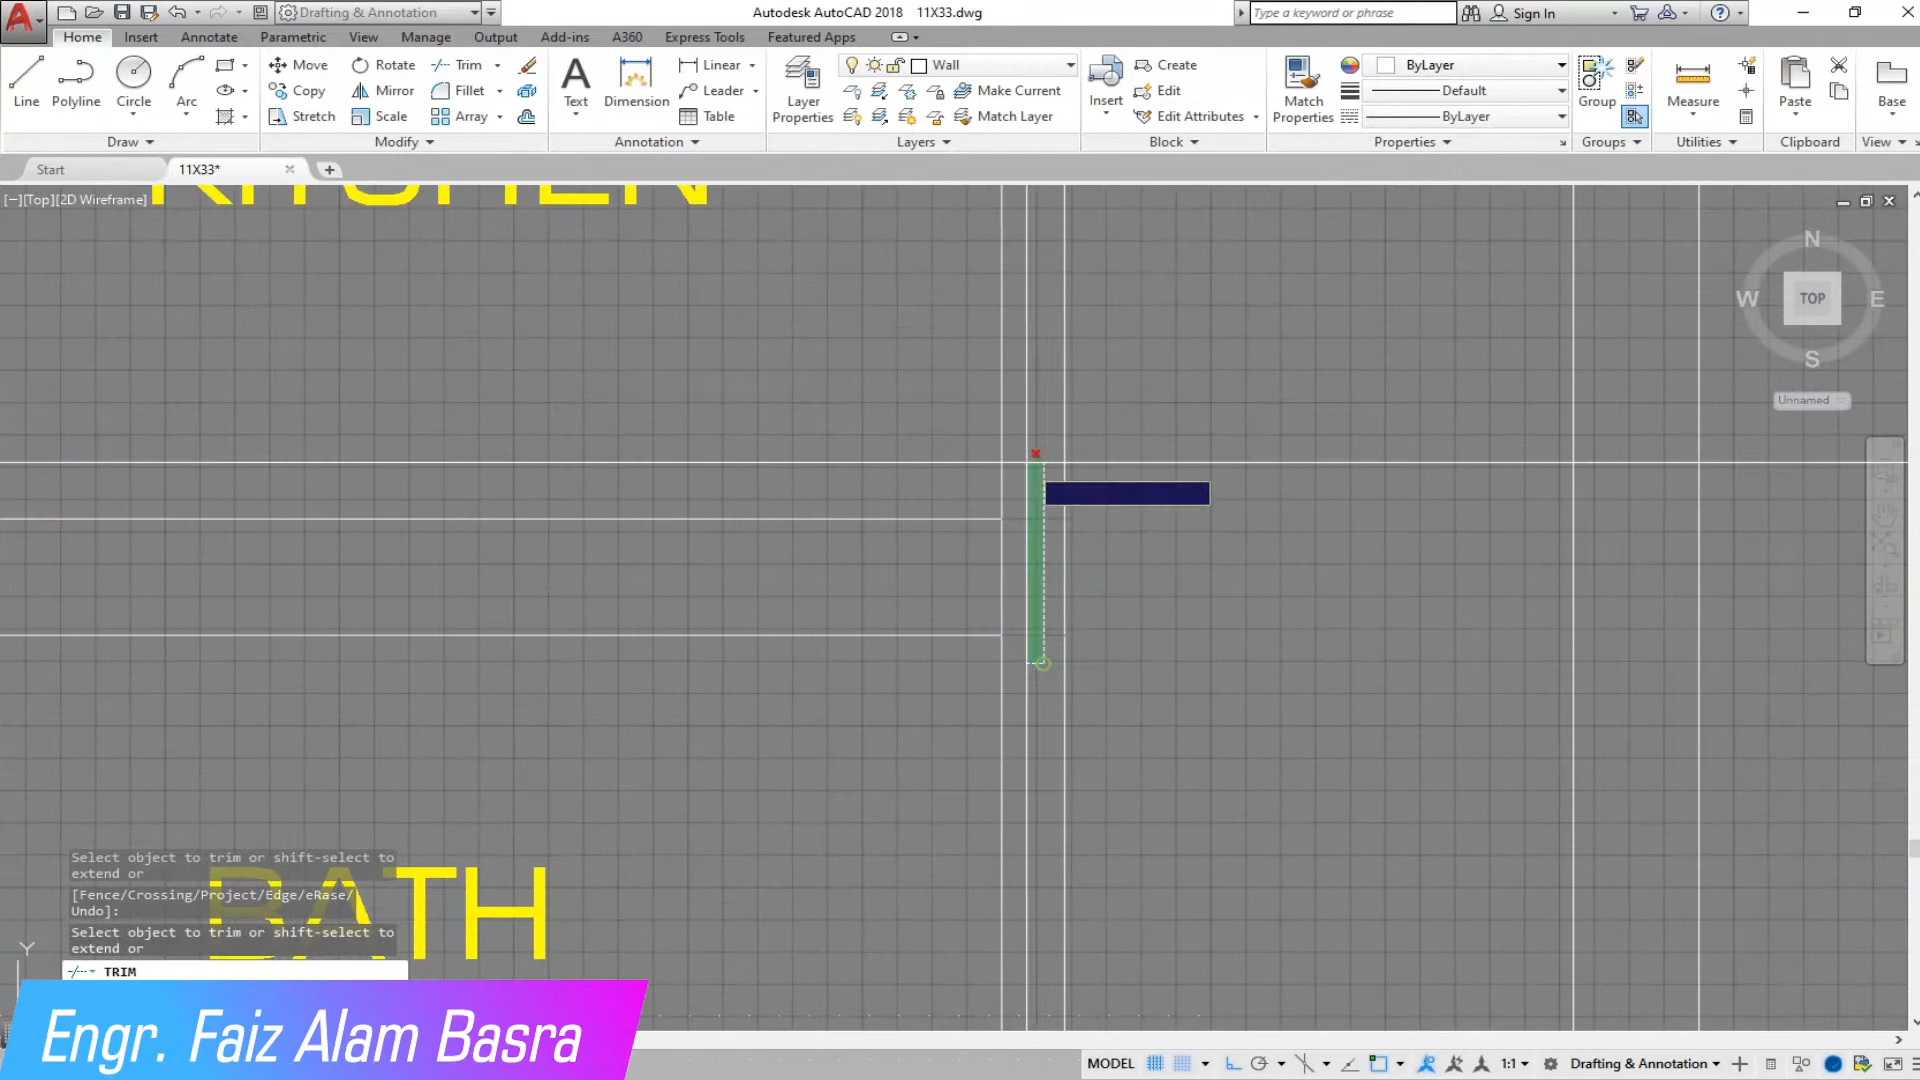 Drafting & Annotation
Autodesk AutoCAD 2018 11X33.dwg
Type a keyword or phrase
Sign In
Home Insert Annotate Parametric View Manage Output Add-ins A360 Express Tools Featured Apps
Line
Polyline
Circle
Arc
Move Rotate Trim
Copy Mirror Fillet
Stretch Scale Array
Text
Dimension
Linear
Leader
Table
Layer
Properties
Wall
Make Current
Match Layer
Insert
Create
Edit
Edit Attributes
Match
Properties
ByLayer
Default
ByLayer
Group
Measure
Paste
Base
Draw Modify Annotation Layers Block Properties Groups Utilities Clipboard View
Start 11X33*
[−][Top][2D Wireframe]
KITCHEN
N
W TOP E
S
Unnamed
BATH
Select object to trim or shift-select to
extend or
[Fence/Crossing/Project/Edge/eRase/
Undo]:
Select object to trim or shift-select to
extend or
TRIM
Y
Engr. Faiz Alam Basra
MODEL 1:1 Drafting & Annotation